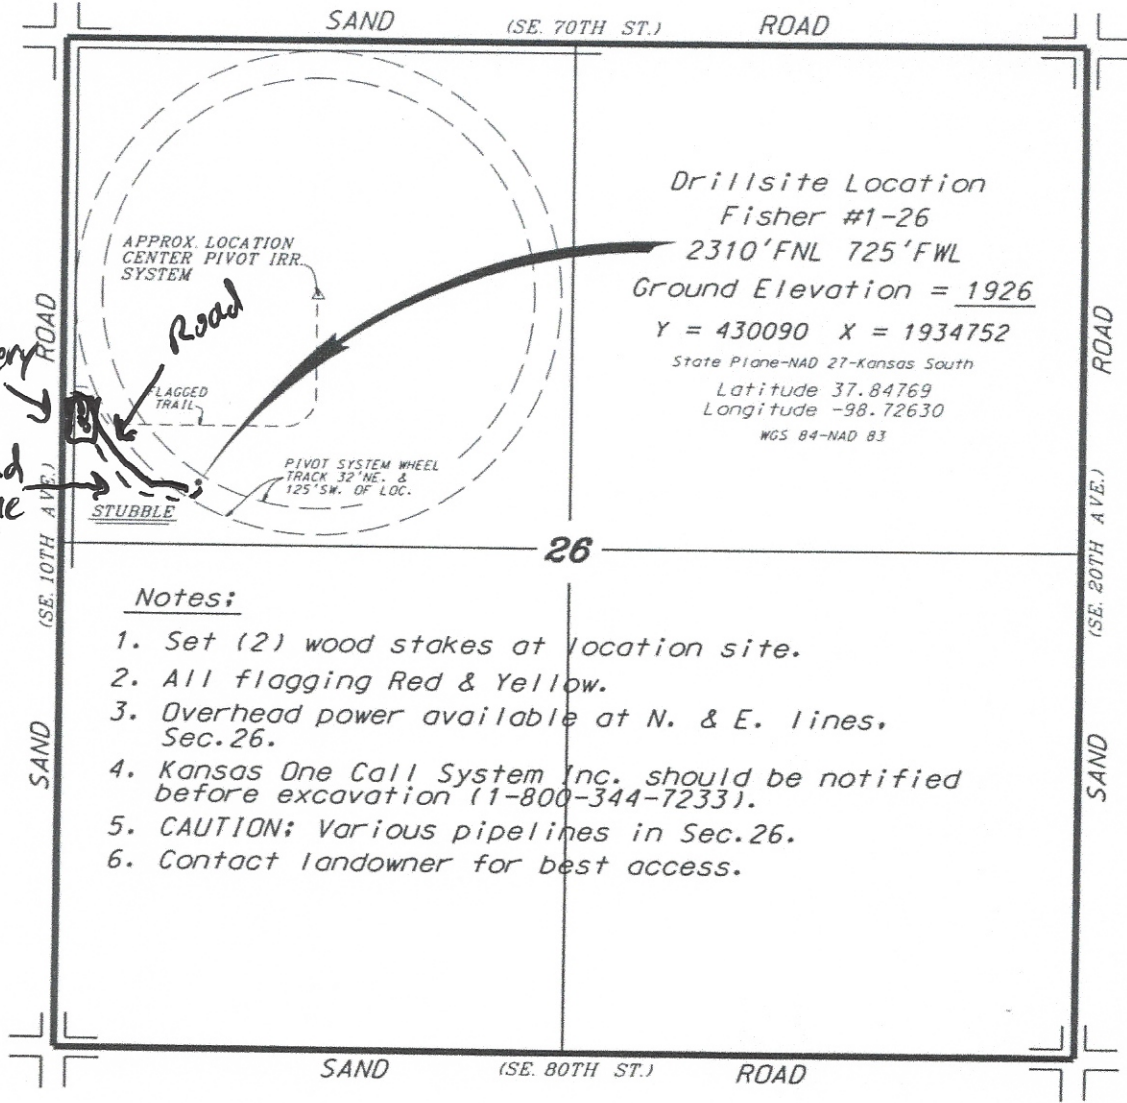 SAND (SE. 70TH ST.) ROAD
Drillsite Location
Fisher #1-26
2310'FNL 725'FWL
Ground Elevation = 1926
Y = 430090 X = 1934752
State Plane-NAD 27-Kansas South
Latitude 37.84769
Longitude -98.72630
WGS 84-NAD 83
APPROX. LOCATION
CENTER PIVOT IRR.
SYSTEM
Road
FLAGGED
TRAIL
PIVOT SYSTEM WHEEL
TRACK 32'NE. &
125'SW. OF LOC.
STUBBLE
ROAD
(SE. 10TH AVE.)
SAND
ROAD
(SE. 20TH AVE.)
SAND
26
Notes:
1. Set (2) wood stakes at location site.
2. All flagging Red & Yellow.
3. Overhead power available at N. & E. lines.
Sec.26.
4. Kansas One Call System Inc. should be notified
before excavation (1-800-344-7233).
5. CAUTION: Various pipelines in Sec.26.
6. Contact landowner for best access.
SAND (SE. 80TH ST.) ROAD